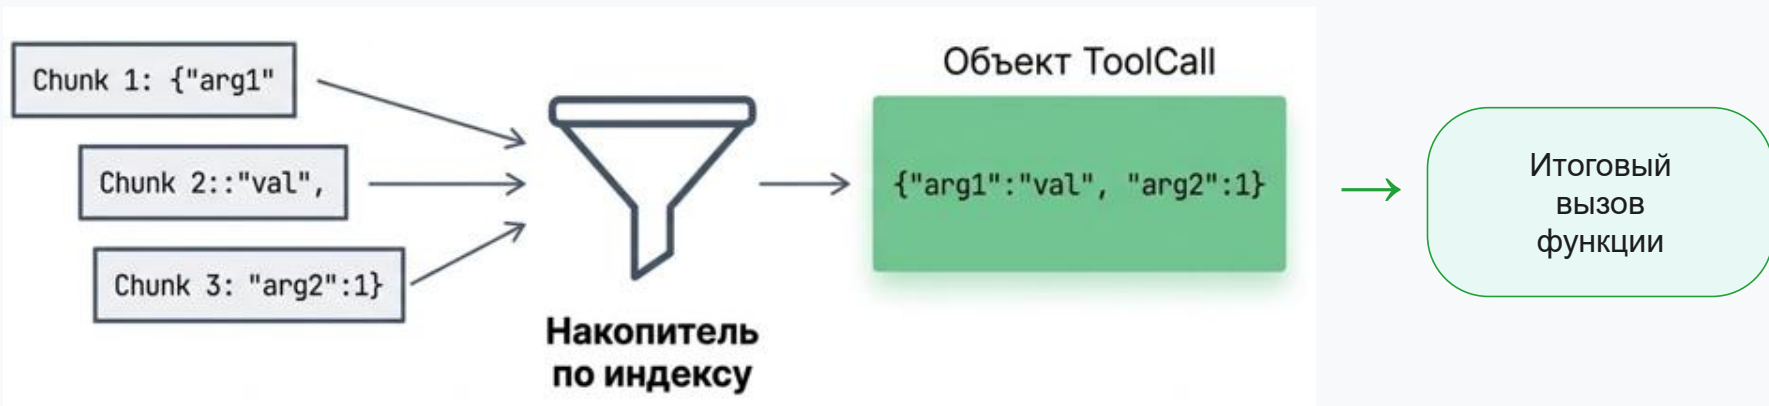 Chunk 1: {"arg1"
Chunk 2::"val",
Chunk 3: "arg2":1}
Накопитель
по индексу
Объект ToolCall
{"arg1":"val", "arg2":1}
Итоговый
вызов
функции